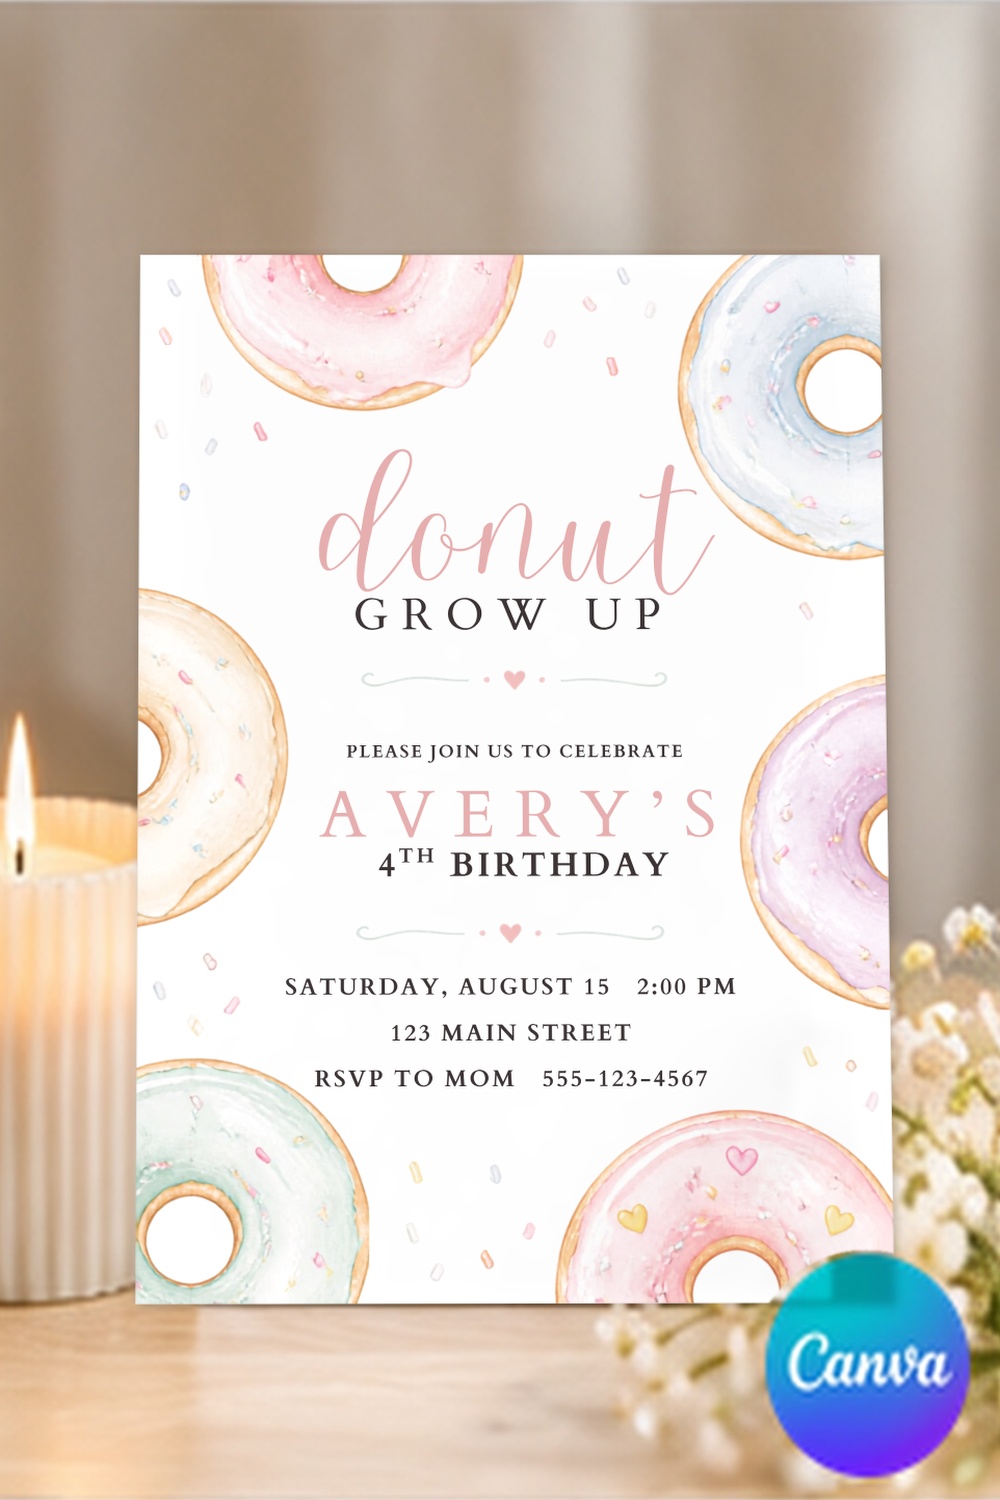 donut
GROW UP
PLEASE JOIN US TO CELEBRATE
AVERY'S
4TH BIRTHDAY
SATURDAY, AUGUST 15 2:00 PM
123 MAIN STREET
RSVP TO MOM 555-123-4567
Canva